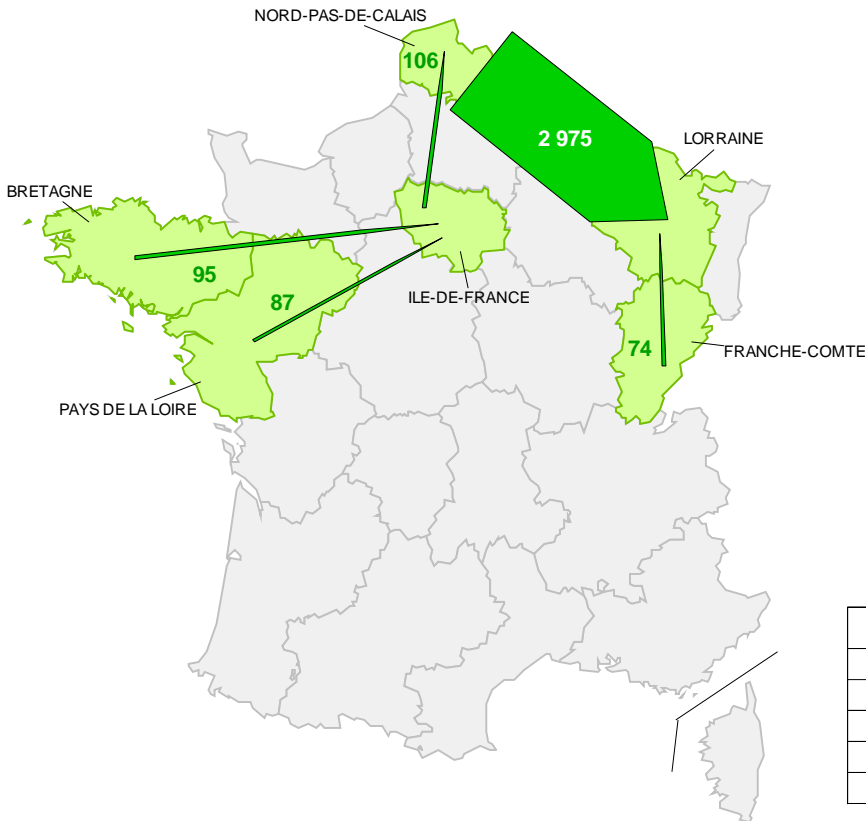 NORD-PAS-DE-CALAIS
106
2 975
LORRAINE
BRETAGNE
95
87
ILE-DE-FRANCE
74
FRANCHE-COMTE
PAYS DE LA LOIRE